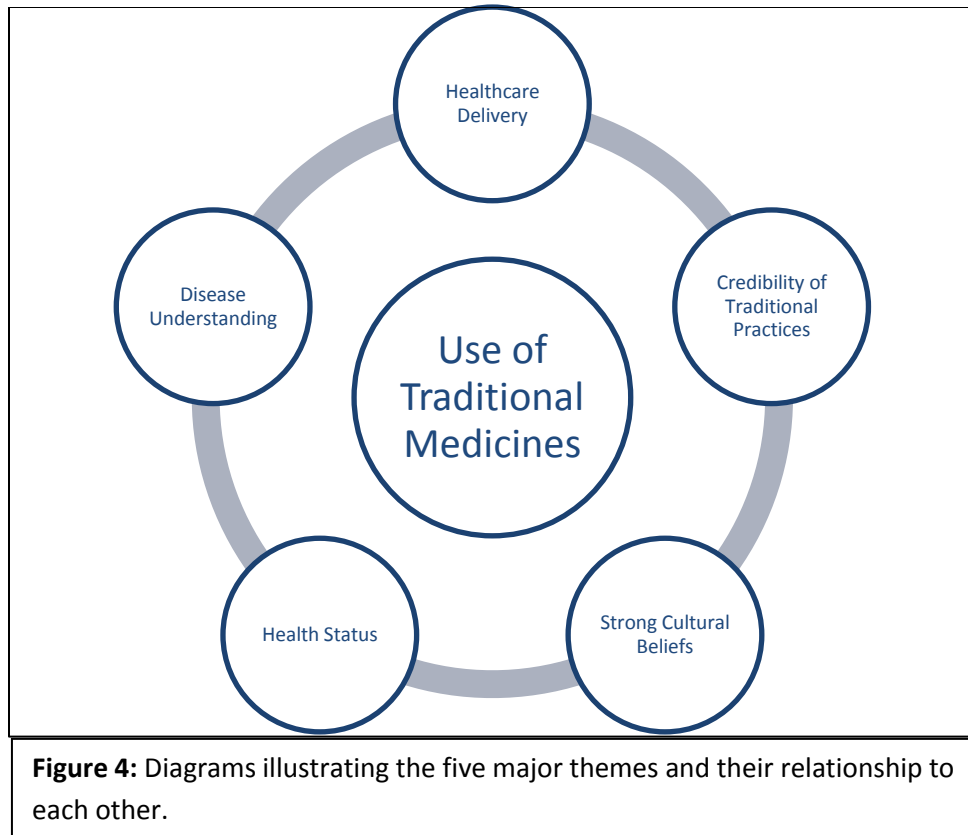 Healthcare
Delivery
Disease
Understanding
Credibility of
Traditional
Practices
Use of
Traditional
Medicines
Health Status
Strong Cultural
Beliefs
Figure 4: Diagrams illustrating the five major themes and their relationship to
each other.